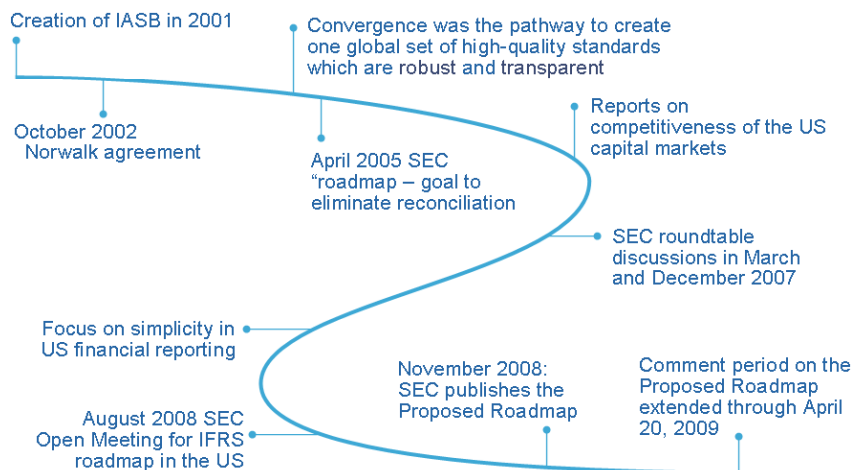 Creation of IASB in 2001
Convergence was the pathway to create
one global set of high-quality standards
which are robust and transparent
October 2002
Norwalk agreement
April 2005 SEC
“roadmap – goal to
eliminate reconciliation
Reports on
competitiveness of the US
capital markets
SEC roundtable
discussions in March
and December 2007
Focus on simplicity in
US financial reporting
August 2008 SEC
Open Meeting for IFRS
roadmap in the US
November 2008:
SEC publishes the
Proposed Roadmap
Comment period on the
Proposed Roadmap
extended through April
20, 2009